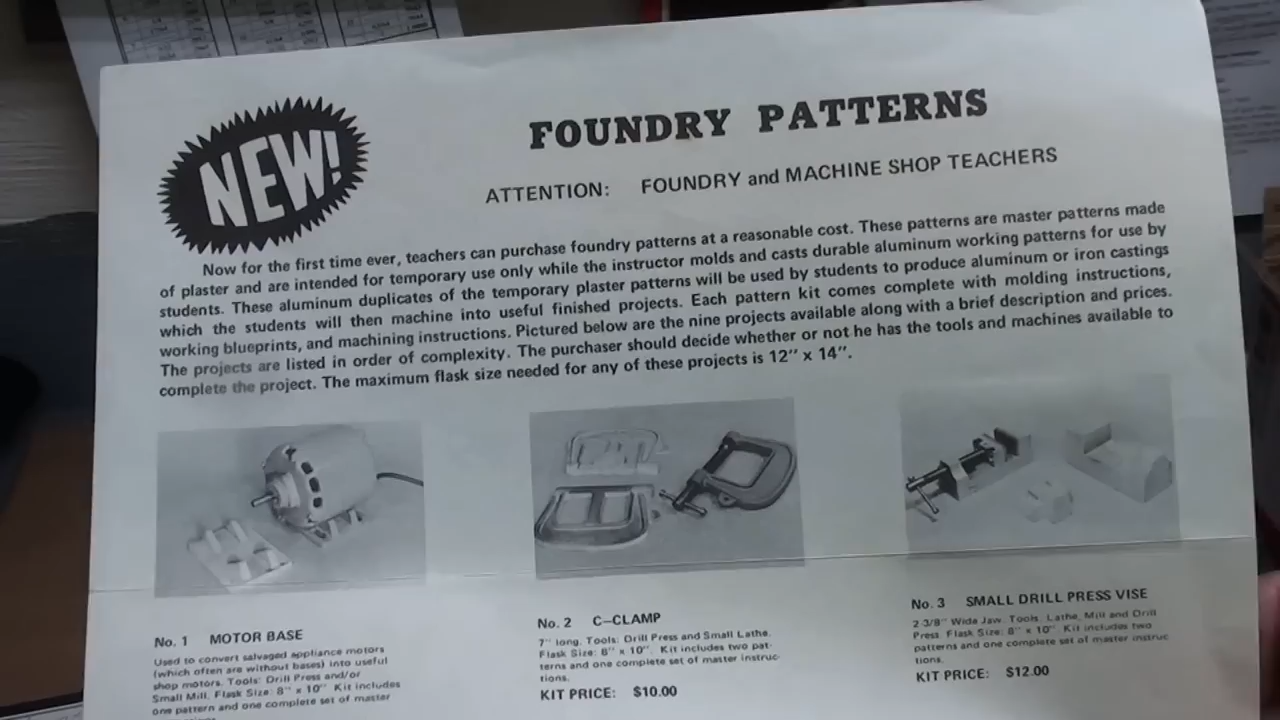 NEW!
FOUNDRY PATTERNS
ATTENTION: FOUNDRY and MACHINE SHOP TEACHERS
Now for the first time ever, teachers can purchase foundry patterns at a reasonable cost. These patterns are master patterns made
of plaster and are intended for temporary use only while the instructor molds and casts durable aluminum working patterns for use by
students. These aluminum duplicates of the temporary plaster patterns will be used by students to produce aluminum or iron castings
which the students will then machine into useful finished projects. Each pattern kit comes complete with molding instructions,
working blueprints, and machining instructions. Pictured below are the nine projects available along with a brief description and prices.
The projects are listed in order of complexity. The purchaser should decide whether or not he has the tools and machines available to
complete the project. The maximum flask size needed for any of these projects is 12" x 14".
No. 1 MOTOR BASE
Used to convert salvaged appliance motors
(which often are without bases) into useful
shop motors. Tools: Drill Press and/or
Small Mill. Flask Size: 8" x 10" Kit includes
one pattern and one complete set of master
No. 2 C-CLAMP
7" long. Tools: Drill Press and Small Lathe.
Flask Size: 8" x 10". Kit includes two pat-
terns and one complete set of master instruc-
tions.
KIT PRICE: $10.00
No. 3 SMALL DRILL PRESS VISE
2-3/8" Wide Jaw. Tools: Lathe, Mill and Drill
Press. Flask Size: 8" x 10". Kit includes two
patterns and one complete set of master instruc
tions.
KIT PRICE: $12.00